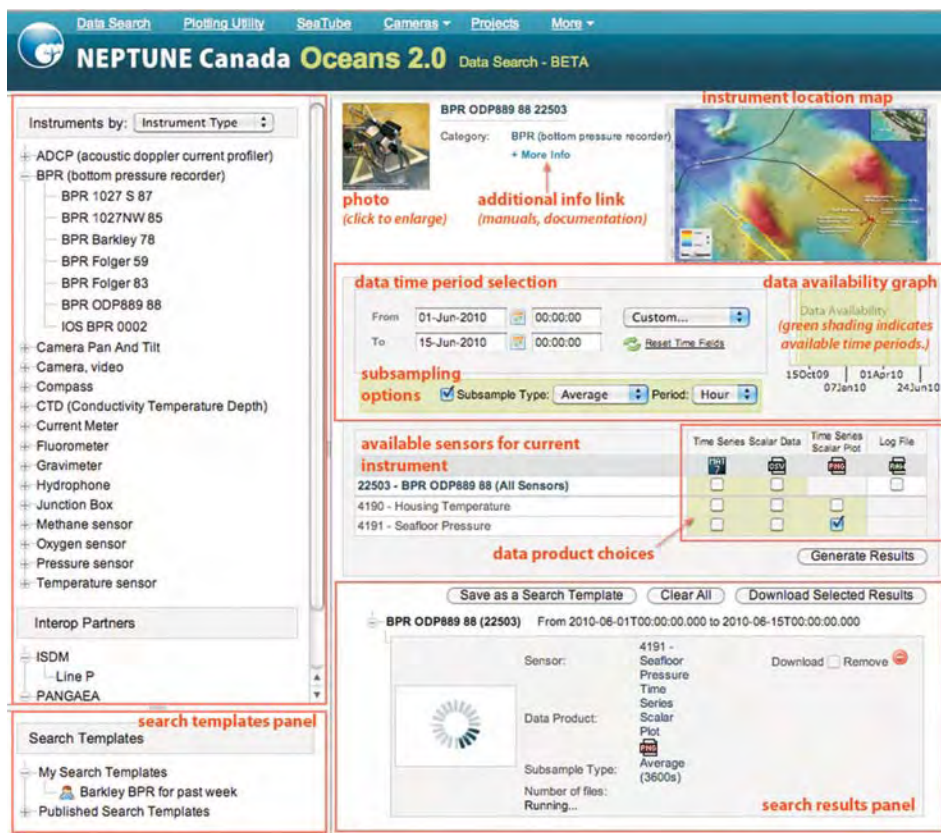 Data Search Plotting Utility SeaTube Cameras Projects More
NEPTUNE Canada Oceans 2.0 Data Search - BETA
Instruments by: Instrument Type
ADCP (acoustic doppler current profiler)
BPR (bottom pressure recorder)
BPR 1027 S 87
BPR 1027NW 85
BPR Barkley 78
BPR Folger 59
BPR Folger 83
BPR ODP889 88
IOS BPR 0002
Camera Pan And Tilt
Camera, video
Compass
CTD (Conductivity Temperature Depth)
Current Meter
Fluorometer
Gravimeter
Hydrophone
Junction Box
Methane sensor
Oxygen sensor
Pressure sensor
Temperature sensor
Interop Partners
ISDM
Line P
PANGAEA
search templates panel
Search Templates
My Search Templates
Barkley BPR for past week
Published Search Templates
BPR ODP889 88 22503
Category: BPR (bottom pressure recorder)
+ More Info
photo
(click to enlarge)
additional info link
(manuals, documentation)
instrument location map
data time period selection
From 01-Jun-2010 00:00:00 Custom...
To 15-Jun-2010 00:00:00 Reset Time Fields
subsampling
options Subsample Type: Average Period: Hour
data availability graph
Data Availability
(green shading indicates
available time periods.)
15Oct09 01Apr10
07Jan10 24Jun10
available sensors for current
instrument
Time Series Scalar Data Time Series
Scalar Plot Log File
MAT 7 CSV PNG RAW
22503 - BPR ODP889 88 (All Sensors)
4190 - Housing Temperature
4191 - Seafloor Pressure
data product choices
Generate Results
Save as a Search Template Clear All Download Selected Results
BPR ODP889 88 (22503) From 2010-06-01T00:00:00.000 to 2010-06-15T00:00:00.000
Sensor: 4191 -
Seafloor
Pressure
Download Remove
Data Product: Time
Series
Scalar
Plot
PNG
Subsample Type: Average
(3600s)
Number of files:
Running...
search results panel